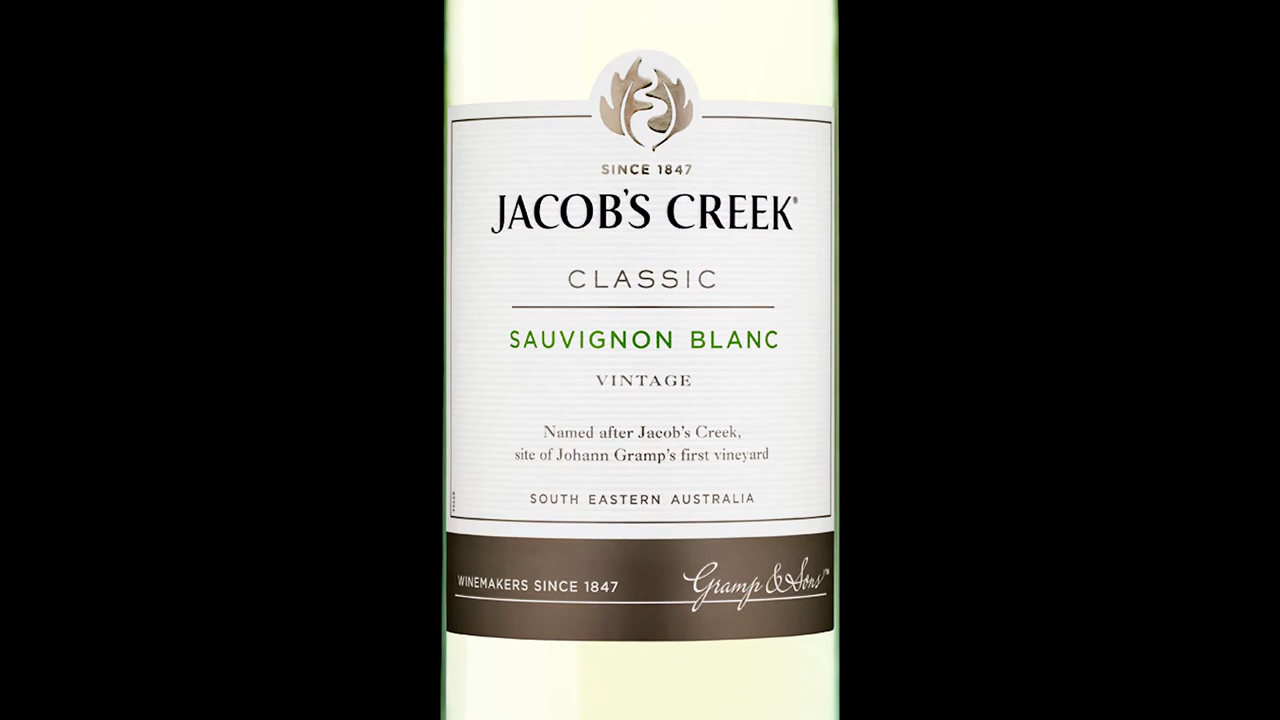 SINCE 1847
JACOB'S CREEK®
CLASSIC
SAUVIGNON BLANC
VINTAGE
Named after Jacob's Creek,
site of Johann Gramp's first vineyard
SOUTH EASTERN AUSTRALIA
WINEMAKERS SINCE 1847
Gramp & Sons™